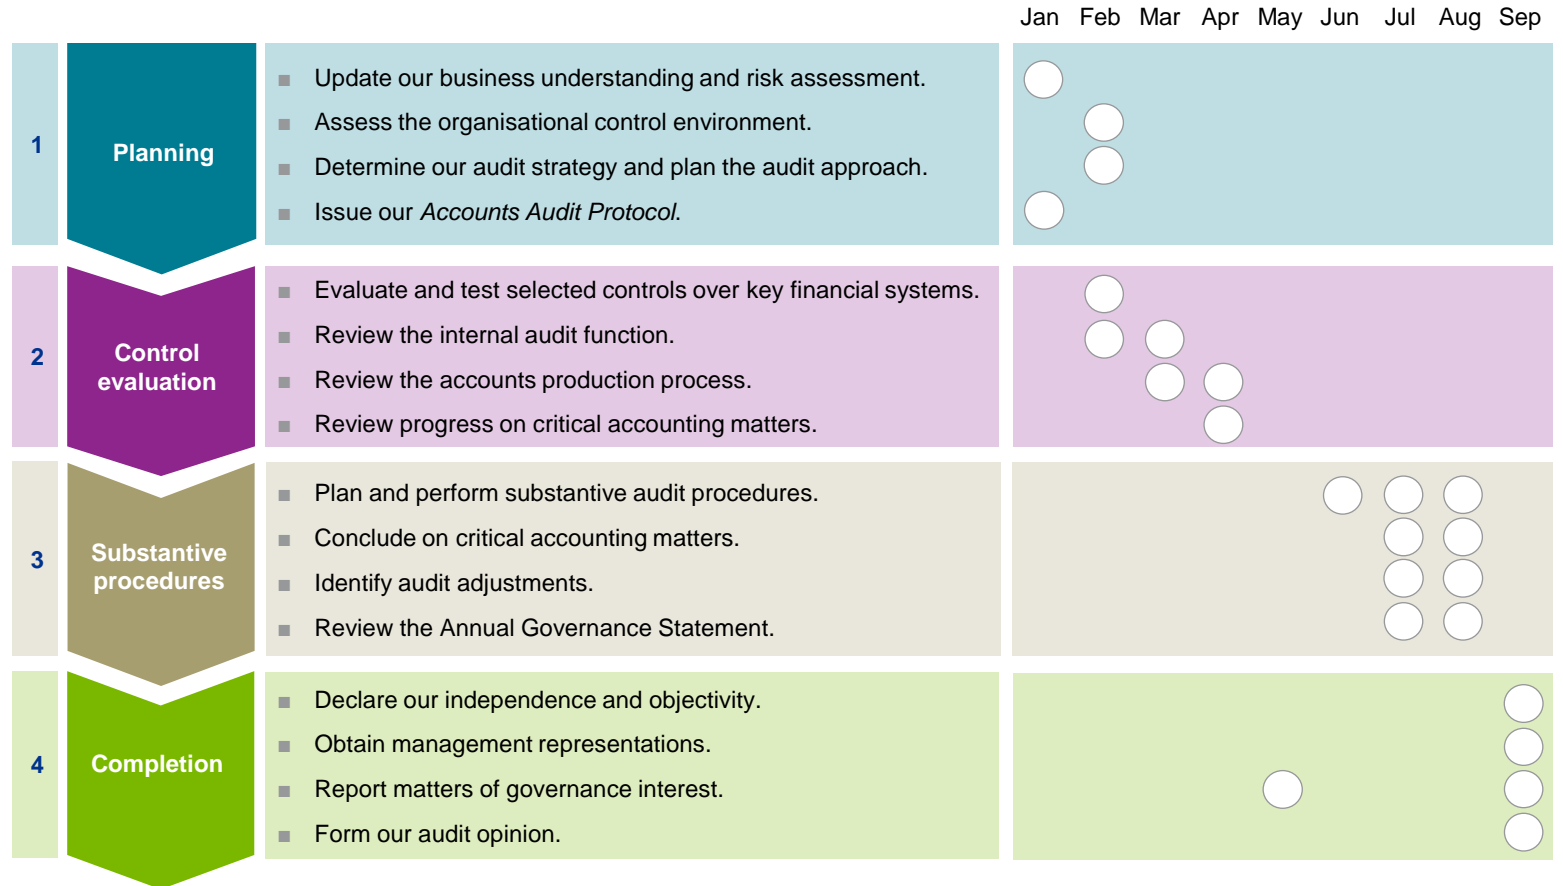 Jan Feb Mar Apr May Jun Jul Aug Sep
1
Planning
■ Update our business understanding and risk assessment.
■ Assess the organisational control environment.
■ Determine our audit strategy and plan the audit approach.
■ Issue our Accounts Audit Protocol.
2
Control
evaluation
■ Evaluate and test selected controls over key financial systems.
■ Review the internal audit function.
■ Review the accounts production process.
■ Review progress on critical accounting matters.
3
Substantive
procedures
■ Plan and perform substantive audit procedures.
■ Conclude on critical accounting matters.
■ Identify audit adjustments.
■ Review the Annual Governance Statement.
4
Completion
■ Declare our independence and objectivity.
■ Obtain management representations.
■ Report matters of governance interest.
■ Form our audit opinion.